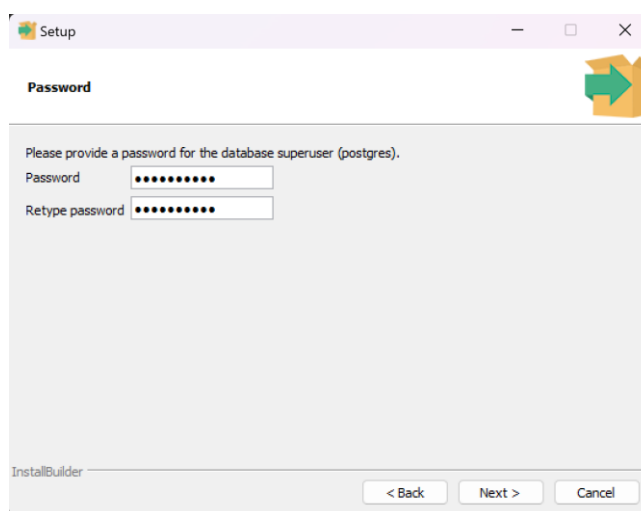 Setup
Password
Please provide a password for the database superuser (postgres).
Password ●●●●●●●●●●
Retype password ●●●●●●●●●●
InstallBuilder
< Back Next > Cancel